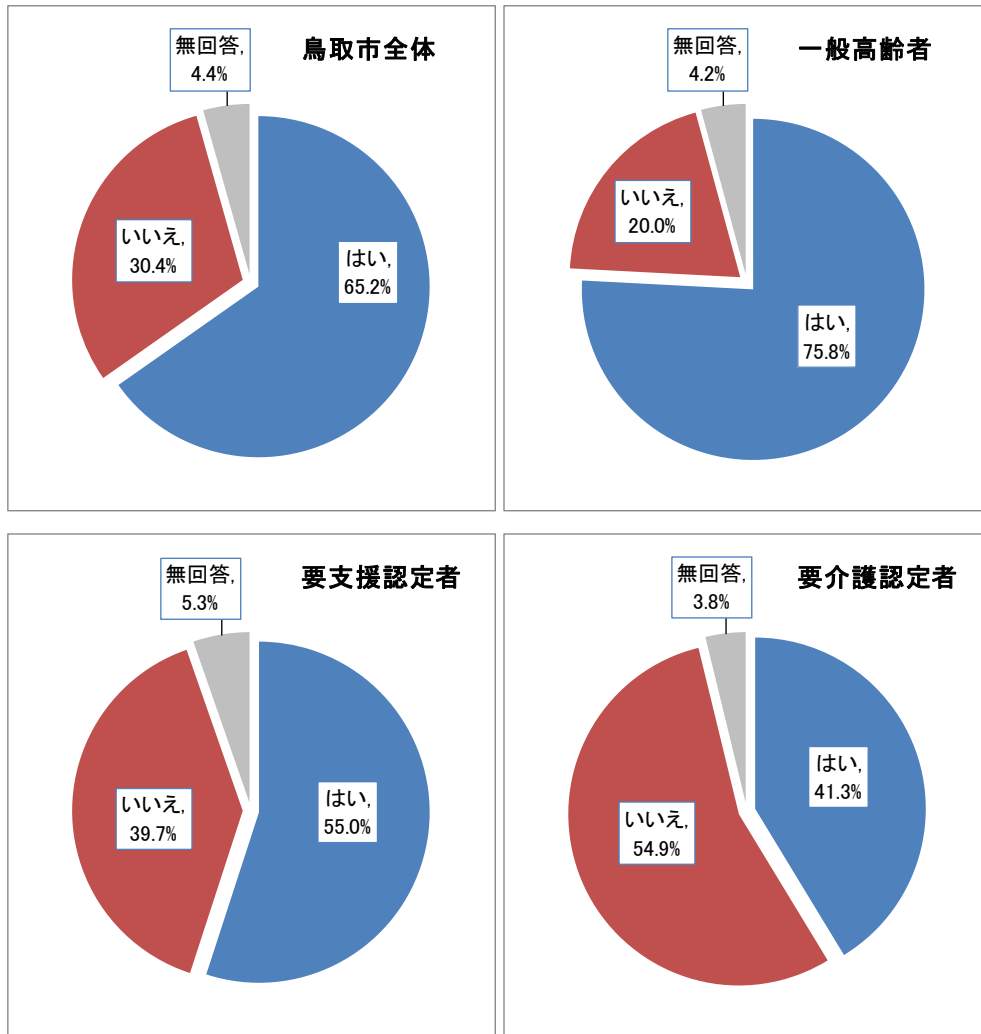 鳥取市全体
無回答,
4.4%
いいえ,
30.4%
はい,
65.2%
一般高齢者
無回答,
4.2%
いいえ,
20.0%
はい,
75.8%
要支援認定者
無回答,
5.3%
いいえ,
39.7%
はい,
55.0%
要介護認定者
無回答,
3.8%
はい,
41.3%
いいえ,
54.9%